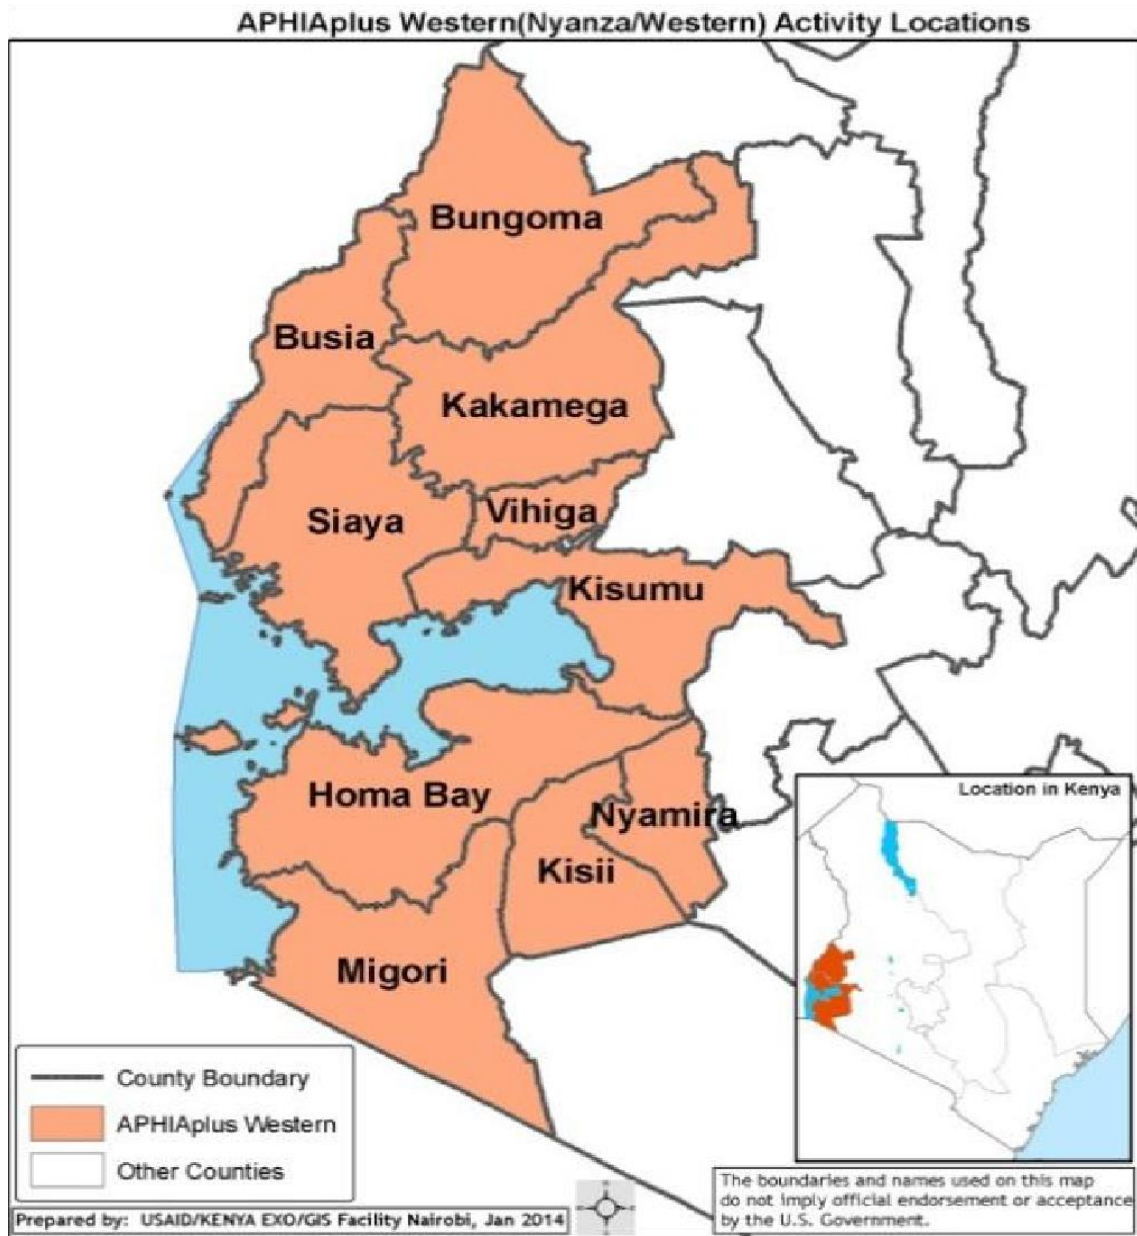 APHIAplus Western(Nyanza/Western) Activity Locations
Bungoma
Busia
Kakamega
Vihiga
Siaya
Kisumu
Homa Bay
Nyamira
Kisii
Migori
Location in Kenya
County Boundary
APHIAplus Western
Other Counties
Prepared by: USAID/KENYA EXO/GIS Facility Nairobi, Jan 2014
The boundaries and names used on this map
do not imply official endorsement or acceptance
by the U.S. Government.